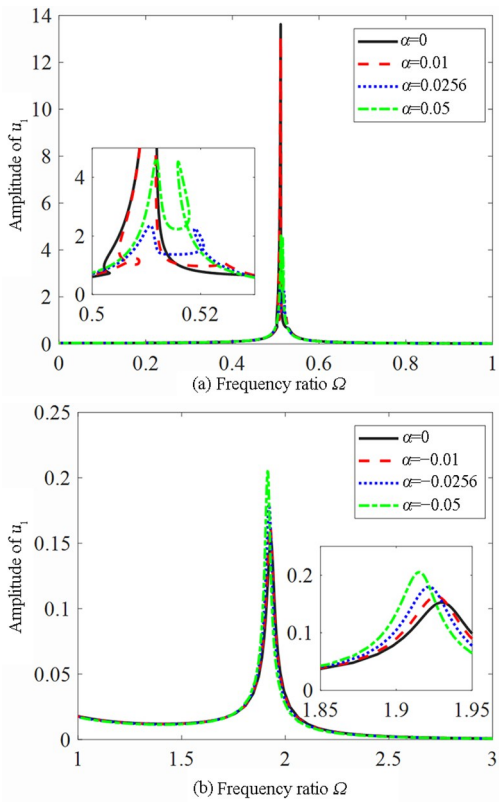 14
12
10
8
6
4
2
0
Amplitude of u₁
α=0
α=0.01
α=0.0256
α=0.05
4
2
0
0.5 0.52
0 0.2 0.4 0.6 0.8 1
(a) Frequency ratio Ω
0.25
0.2
0.15
0.1
0.05
0
Amplitude of u₁
α=0
α=−0.01
α=−0.0256
α=−0.05
0.2
0.1
0
1.85 1.9 1.95
1 1.5 2 2.5 3
(b) Frequency ratio Ω